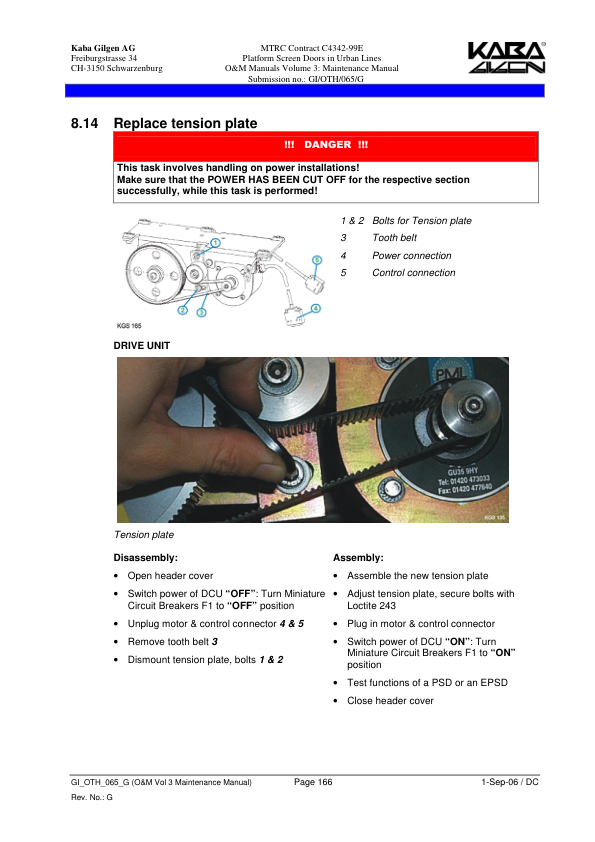 Kaba Gilgen AG
Freiburgstrasse 34
CH-3150 Schwarzenburg
MTRC Contract C4342-99E
Platform Screen Doors in Urban Lines
O&M Manuals Volume 3: Maintenance Manual
Submission no.: GI/OTH/065/G
KABA
GILGEN
8.14 Replace tension plate
!!! DANGER !!!
This task involves handling on power installations!
Make sure that the POWER HAS BEEN CUT OFF for the respective section
successfully, while this task is performed!
1
2
3
4
KGS 165
1 & 2 Bolts for Tension plate
3 Tooth belt
4 Power connection
5 Control connection
DRIVE UNIT
PML
GU35 9HY
Tel: 01420 473033
Fax: 01420 477640
Tension plate
Disassembly:
• Open header cover
• Switch power of DCU “OFF”: Turn Miniature
Circuit Breakers F1 to “OFF” position
• Unplug motor & control connector 4 & 5
• Remove tooth belt 3
• Dismount tension plate, bolts 1 & 2
Assembly:
• Assemble the new tension plate
• Adjust tension plate, secure bolts with
Loctite 243
• Plug in motor & control connector
• Switch power of DCU “ON”: Turn
Miniature Circuit Breakers F1 to “ON”
position
• Test functions of a PSD or an EPSD
• Close header cover
GI_OTH_065_G (O&M Vol 3 Maintenance Manual)
Page 166
1-Sep-06 / DC
Rev. No.: G